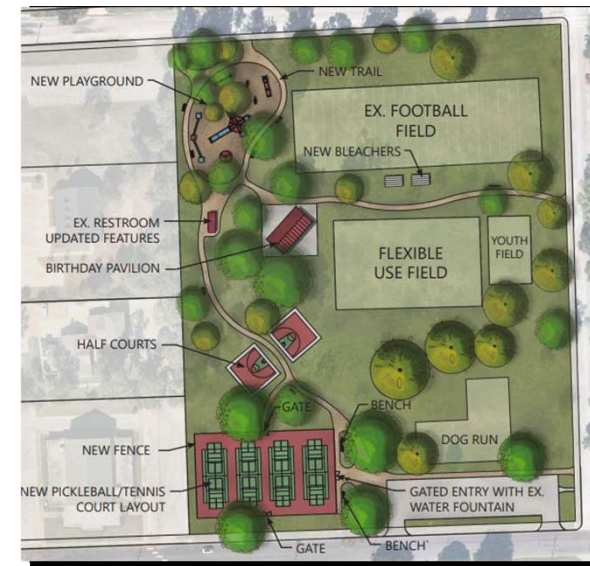 NEW PLAYGROUND
NEW TRAIL
EX. FOOTBALL
FIELD
NEW BLEACHERS
EX. RESTROOM
UPDATED FEATURES
BIRTHDAY PAVILION
FLEXIBLE
USE FIELD
YOUTH
FIELD
HALF COURTS
GATE
BENCH
NEW FENCE
DOG RUN
NEW PICKLEBALL/TENNIS
COURT LAYOUT
GATED ENTRY WITH EX.
WATER FOUNTAIN
GATE
BENCH`